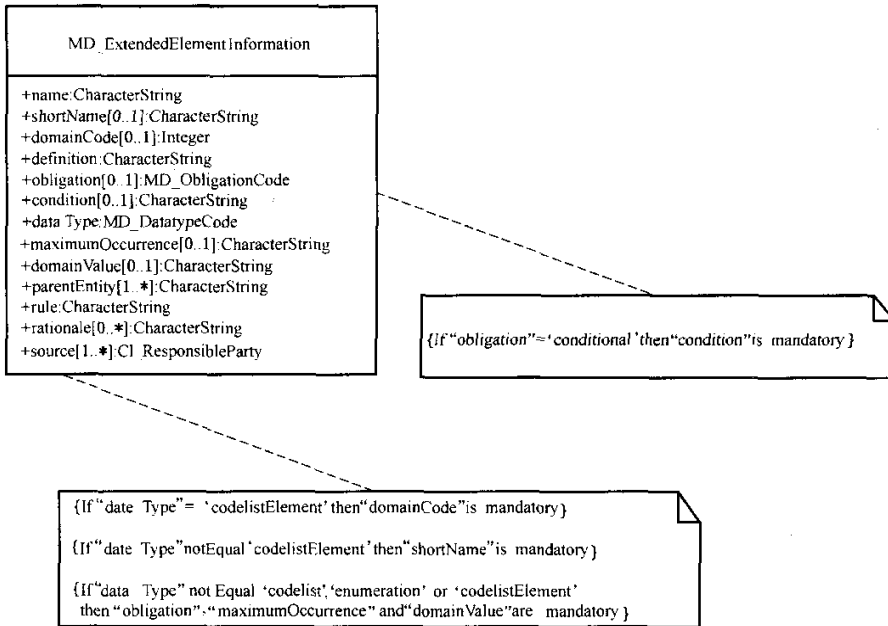 MD_ExtendedElementInformation
+name:CharacterString
+shortName[0..1]:CharacterString
+domainCode[0..1]:Integer
+definition:CharacterString
+obligation[0..1]:MD_ObligationCode
+condition[0..1]:CharacterString
+data Type:MD_DatatypeCode
+maximumOccurrence[0..1]:CharacterString
+domainValue[0..1]:CharacterString
+parentEntity[1..*]:CharacterString
+rule:CharacterString
+rationale[0..*]:CharacterString
+source[1..*]:CI_ResponsibleParty
{If“obligation”=‘conditional’then“condition”is mandatory}
{If“date Type”= ‘codelistElement’then“domainCode”is mandatory}
{If“date Type”notEqual‘codelistElement’then“shortName”is mandatory}
{If“data Type” not Equal ‘codelist’,‘enumeration’ or ‘codelistElement’
then“obligation”,“maximumOccurrence” and“domainValue”are mandatory}